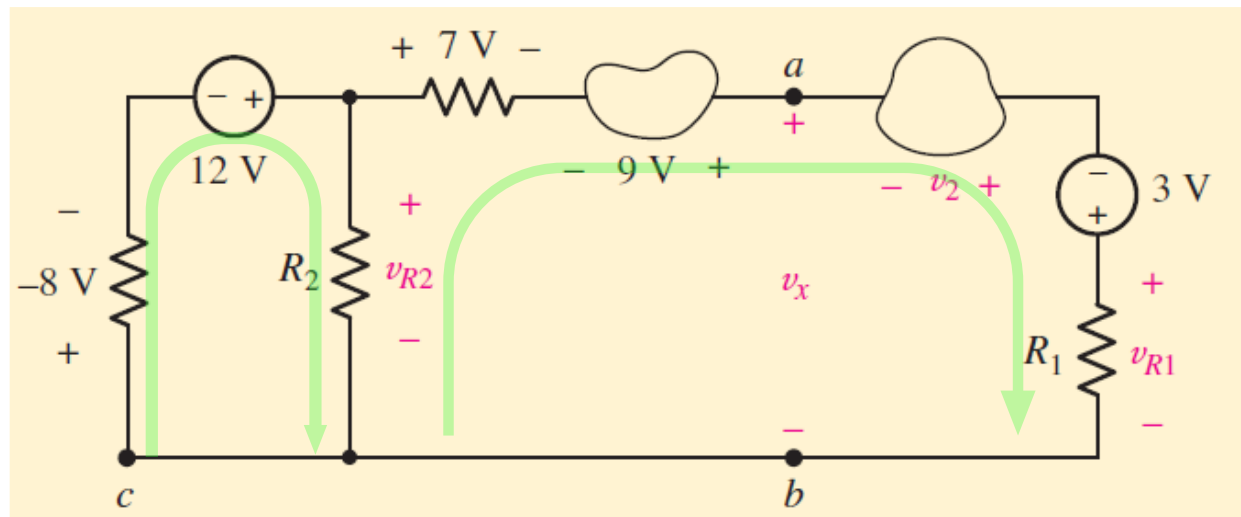 + 7 V –
a
– +
12 V
+
– 9 V +
– v2 +
–
+
3 V
–
–8 V
+
R2
+
vR2
–
vx
–
R1
+
vR1
–
c
b